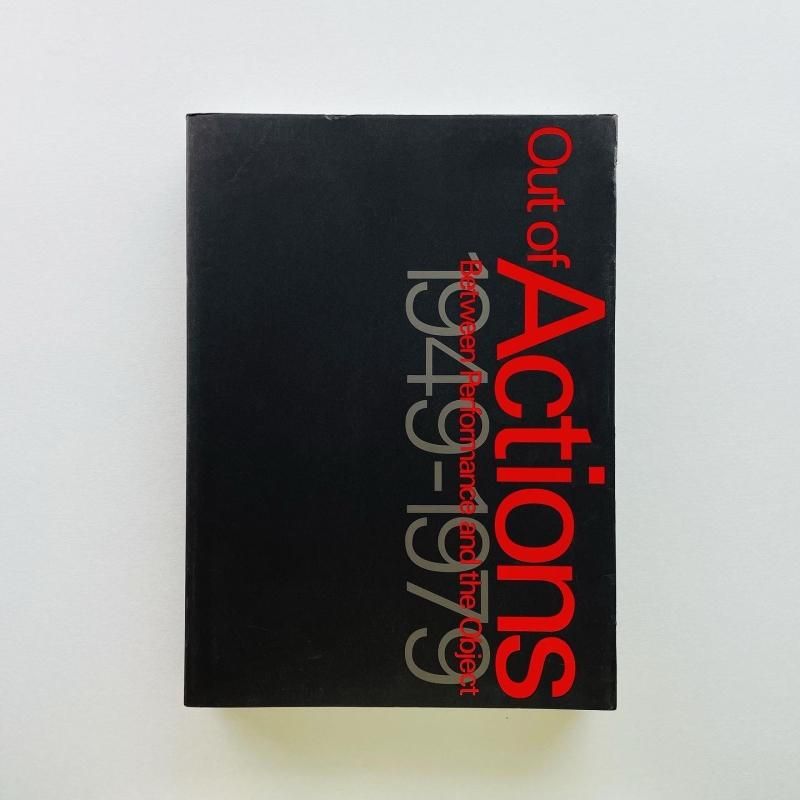 Out of
Actions
Between Performance and the Object
1949-1979